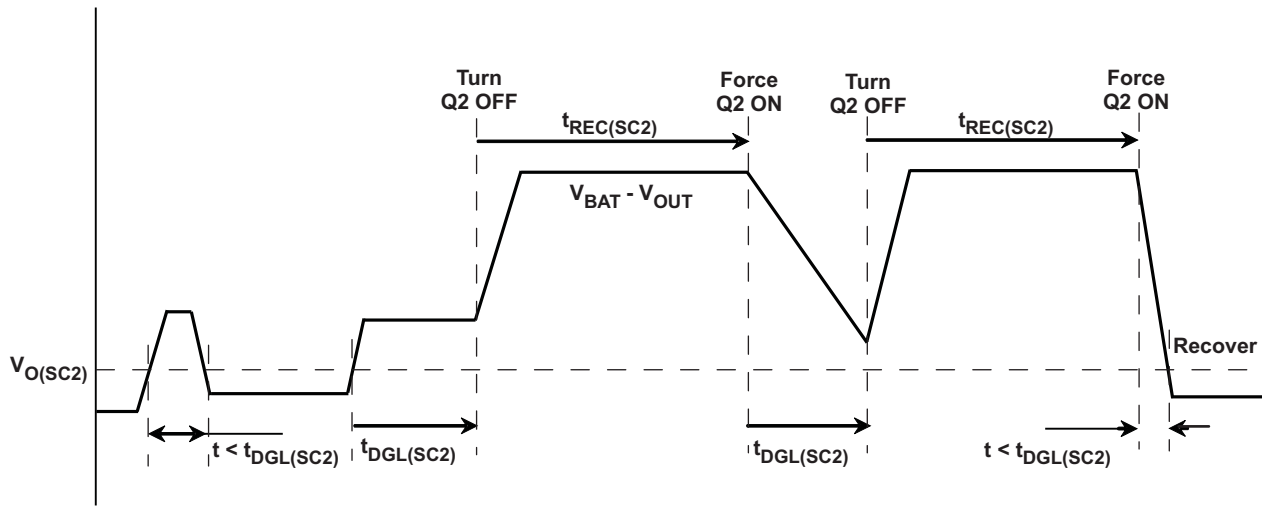 Turn
Q2 OFF
Force
Q2 ON
Turn
Q2 OFF
Force
Q2 ON
tREC(SC2)
tREC(SC2)
VBAT - VOUT
VO(SC2)
Recover
t < tDGL(SC2)
tDGL(SC2)
tDGL(SC2)
t < tDGL(SC2)